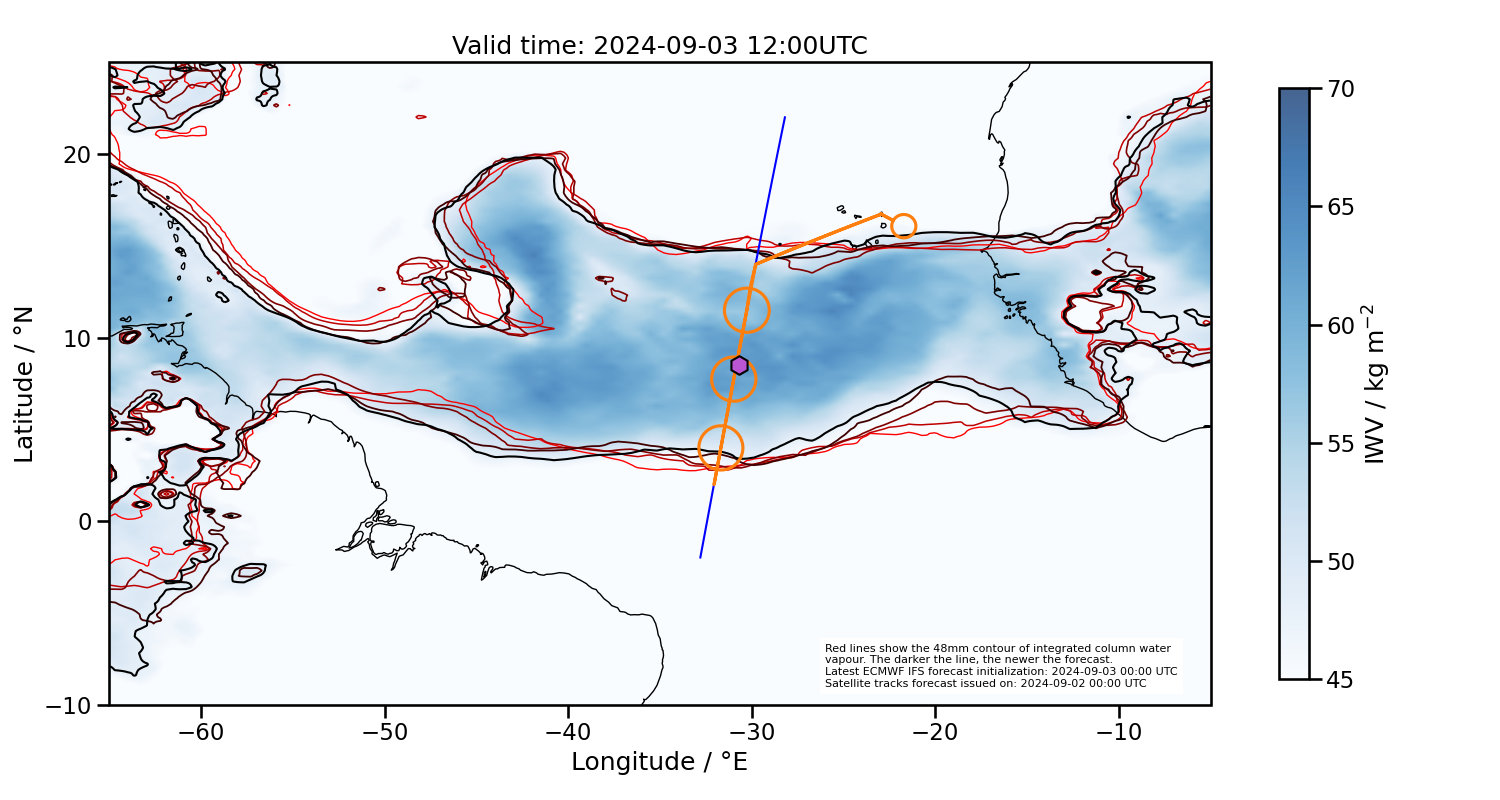 Valid time: 2024-09-03 12:00UTC
Latitude / °N
20
10
0
−10
−60
−50
−40
−30
−20
−10
Longitude / °E
Red lines show the 48mm contour of integrated column water
vapour. The darker the line, the newer the forecast.
Latest ECMWF IFS forecast initialization: 2024-09-03 00:00 UTC
Satellite tracks forecast issued on: 2024-09-02 00:00 UTC
70
65
60
55
50
45
IWV / kg m⁻²